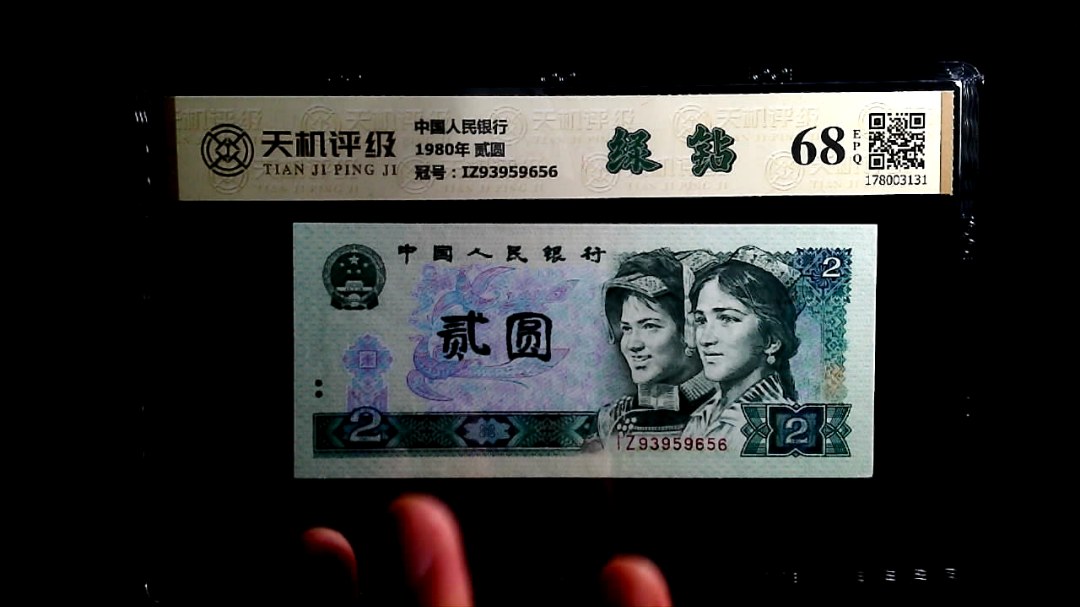 天机评级
TIAN JI PING JI
中国人民银行
1980年 贰圆
冠号：IZ93959656
绿 钻
68
EPQ
178003131
中国人民银行
2
贰圆
2
IZ93959656
2